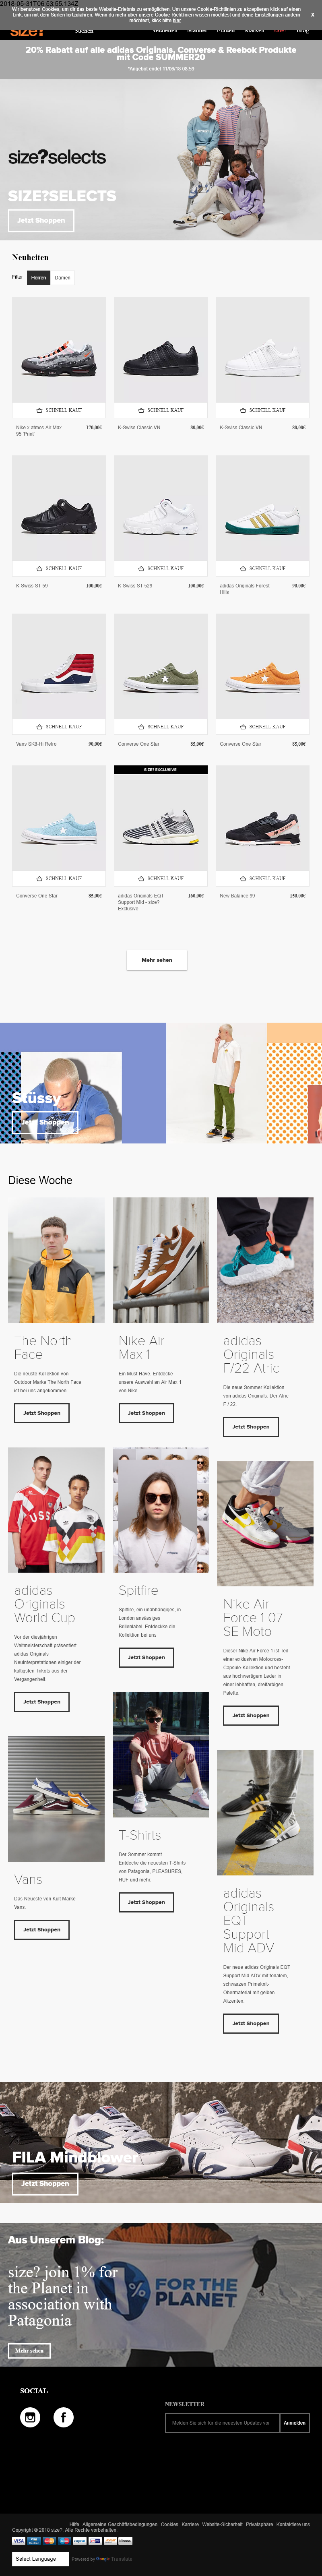 2018-05-31T06:53:55.134Z
Wir benutzen Cookies, um dir das beste Website-Erlebnis zu ermöglichen. Um unsere Cookie-Richtlinien zu akzeptieren klick auf einen
Link, um mit dem Surfen fortzufahren. Wenn du mehr über unsere Cookie-Richtlinien wissen möchtest und deine Einstellungen ändern
möchtest, klick bitte hier.
X
size?
Suchen
Neuheiten Männer Frauen Marken Sale Blog
20% Rabatt auf alle adidas Originals, Converse & Reebok Produkte
mit Code SUMMER20
size?selects
SIZE?SELECTS
Jetzt Shoppen
Neuheiten
Filter Herren Damen
SCHNELL KAUF SCHNELL KAUF SCHNELL KAUF
Nike x atmos Air Max
95 'Print'
170,00€
K-Swiss Classic VN 80,00€
K-Swiss Classic VN 80,00€
SCHNELL KAUF SCHNELL KAUF SCHNELL KAUF
K-Swiss ST-59 100,00€
K-Swiss ST-529 100,00€
adidas Originals Forest
Hills
90,00€
SCHNELL KAUF SCHNELL KAUF SCHNELL KAUF
Vans SK8-Hi Retro 90,00€
Converse One Star 85,00€
Converse One Star 85,00€
SIZE? EXCLUSIVE
SCHNELL KAUF SCHNELL KAUF SCHNELL KAUF
Converse One Star 85,00€
adidas Originals EQT
Support Mid - size?
Exclusive
160,00€
New Balance 99 150,00€
Mehr sehen
Stüssy
Jetzt Shoppen
Diese Woche
The North
Face
Die neuste Kollektion von
Outdoor Marke The North Face
ist bei uns angekommen.
Jetzt Shoppen
Nike Air
Max 1
Ein Must Have. Entdecke
unsere Auswahl an Air Max 1
von Nike.
Jetzt Shoppen
adidas
Originals
F/22 Atric
Die neue Sommer Kollektion
von adidas Originals. Der Atric
F / 22.
Jetzt Shoppen
adidas
Originals
World Cup
Vor der diesjährigen
Weltmeisterschaft präsentiert
adidas Originals
Neuinterpretationen einiger der
kultigsten Trikots aus der
Vergangenheit.
Jetzt Shoppen
Spitfire
Spitfire, ein unabhängiges, in
London ansässiges
Brillenlabel. Entdeckke die
Kollektion bei uns.
Jetzt Shoppen
Nike Air
Force 1 07
SE Moto
Dieser Nike Air Force 1 ist Teil
einer exklusiven Motocross-
Capsule-Kollektion und besteht
aus hochwertigem Leder in
einer lebhaften, dreifarbigen
Palette.
Jetzt Shoppen
Vans
Das Neueste von Kult Marke
Vans
Jetzt Shoppen
T-Shirts
Der Sommer kommt ...
Entdecke die neuesten T-Shirts
von Patagonia, PLEASURES,
HUF und mehr.
Jetzt Shoppen
adidas
Originals
EQT
Support
Mid ADV
Der neue adidas Originals EQT
Support Mid ADV mit tonalem,
schwarzen Primeknit-
Obermaterial mit gelben
Akzenten.
Jetzt Shoppen
FILA Mindblower
Jetzt Shoppen
Aus Unserem Blog:
size? join 1% for
the Planet in
association with
Patagonia
Mehr sehen
% FOR THE
PLANET
SOCIAL
NEWSLETTER
Melden Sie sich für die neuesten Updates vor
Anmelden
Hilfe Allgemeine Geschäftsbedingungen Cookies Karriere Website-Sicherheit Privatsphäre Kontaktiere uns
Copyright © 2018 size?, Alle Rechte vorbehalten.
Select Language
Powered by Google Translate